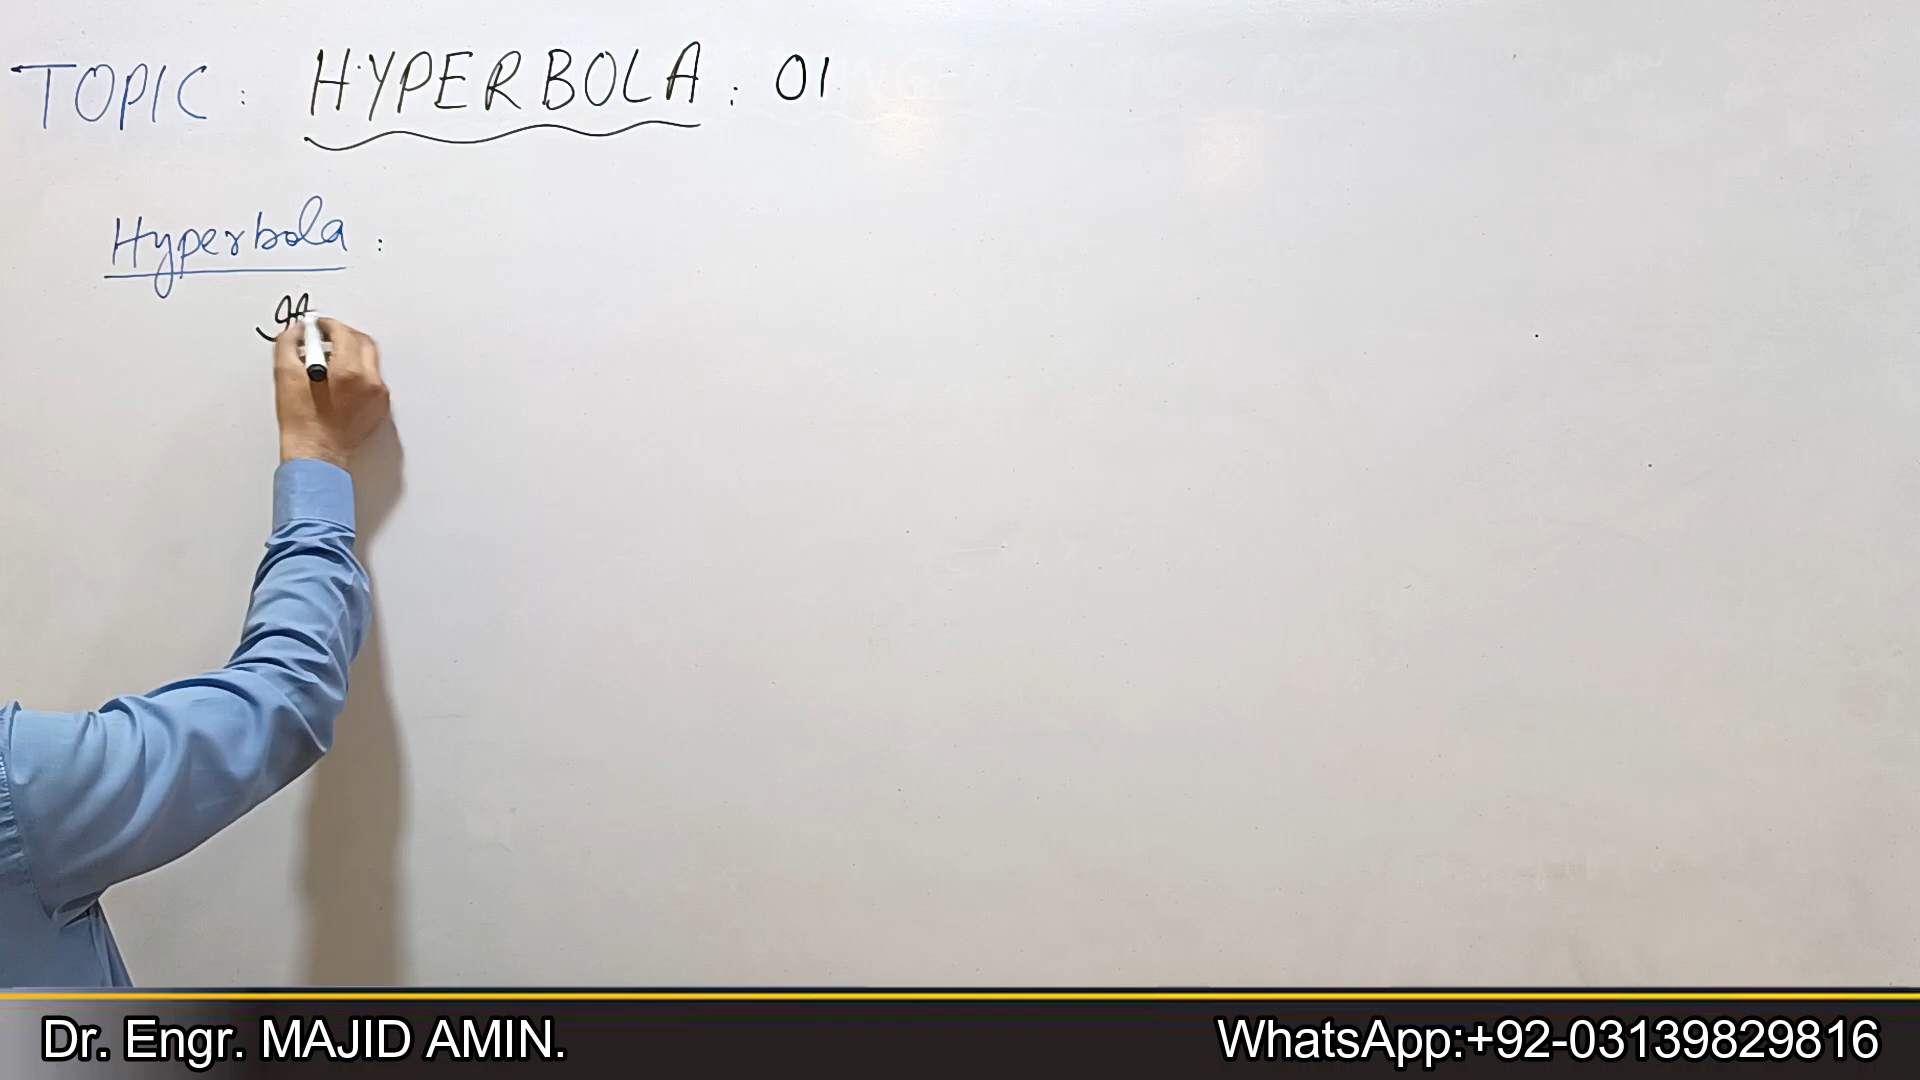 TOPIC : HYPERBOLA : 01
Hyperbola :
Dr. Engr. MAJID AMIN.
WhatsApp:+92-03139829816